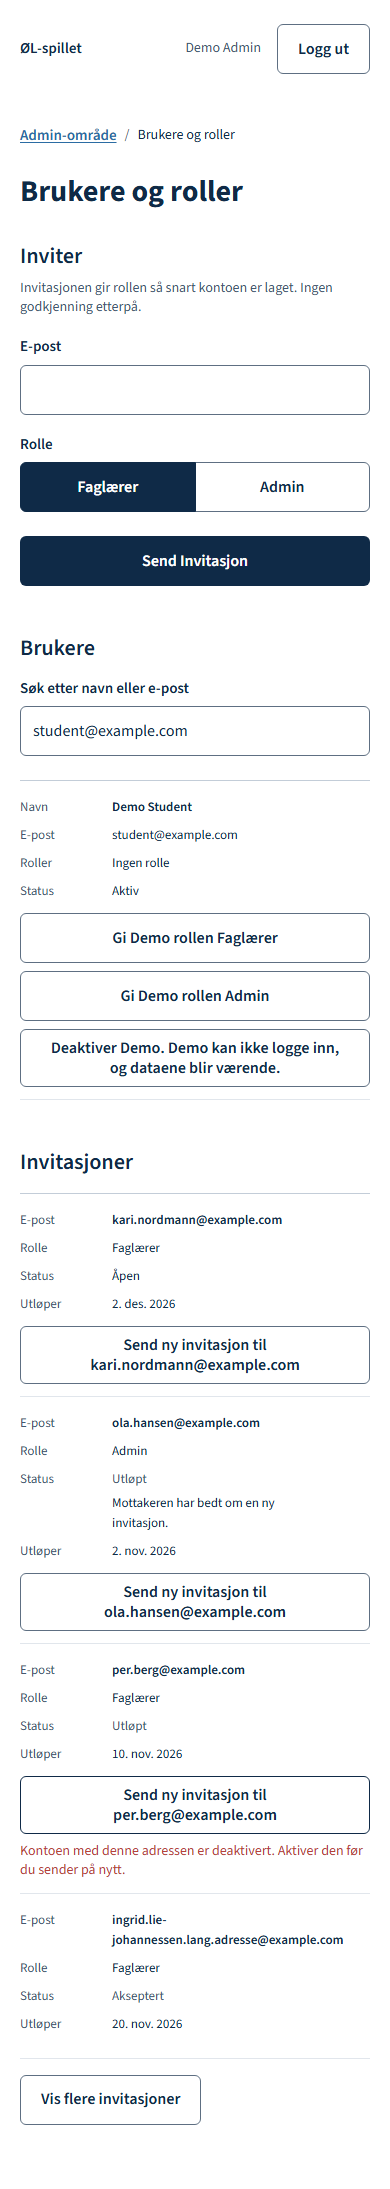 ØL-spillet Demo Admin Logg ut
Admin-område / Brukere og roller
Brukere og roller
Inviter
Invitasjonen gir rollen så snart kontoen er laget. Ingen
godkjenning etterpå.
E-post
Rolle
Faglærer Admin
Send Invitasjon
Brukere
Søk etter navn eller e-post
student@example.com
Navn Demo Student
E-post student@example.com
Roller Ingen rolle
Status Aktiv
Gi Demo rollen Faglærer
Gi Demo rollen Admin
Deaktiver Demo. Demo kan ikke logge inn,
og dataene blir værende.
Invitasjoner
E-post kari.nordmann@example.com
Rolle Faglærer
Status Åpen
Utløper 2. des. 2026
Send ny invitasjon til
kari.nordmann@example.com
E-post ola.hansen@example.com
Rolle Admin
Status Utløpt
Mottakeren har bedt om en ny
invitasjon.
Utløper 2. nov. 2026
Send ny invitasjon til
ola.hansen@example.com
E-post per.berg@example.com
Rolle Faglærer
Status Utløpt
Utløper 10. nov. 2026
Send ny invitasjon til
per.berg@example.com
Kontoen med denne adressen er deaktivert. Aktiver den før
du sender på nytt.
E-post ingrid.lie-
johannessen.lang.adresse@example.com
Rolle Faglærer
Status Akseptert
Utløper 20. nov. 2026
Vis flere invitasjoner